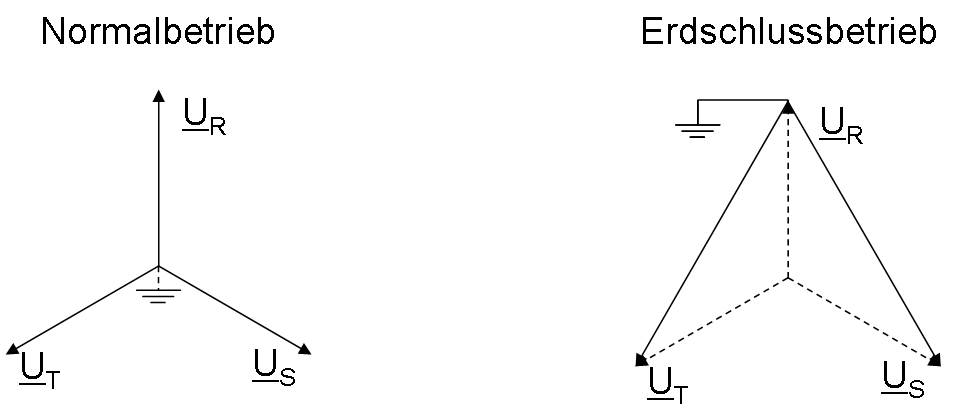 Normalbetrieb
U_R
U_T
U_S
Erdschlussbetrieb
U_R
U_T
U_S